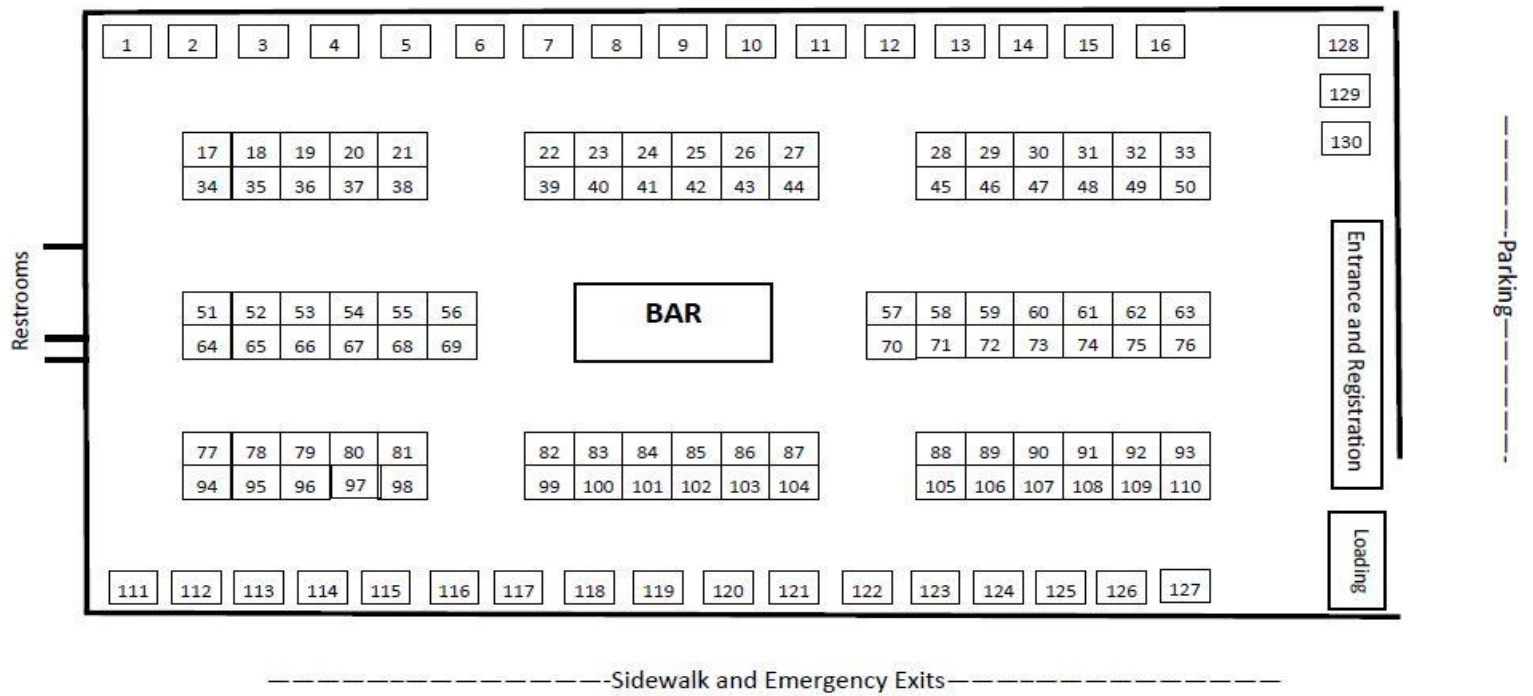 1 2 3 4 5 6 7 8 9 10 11 12 13 14 15 16 128
129
130
17 18 19 20 21 22 23 24 25 26 27 28 29 30 31 32 33
34 35 36 37 38 39 40 41 42 43 44 45 46 47 48 49 50
Restrooms
Entrance and Registration
Parking
51 52 53 54 55 56 BAR 57 58 59 60 61 62 63
64 65 66 67 68 69 70 71 72 73 74 75 76
77 78 79 80 81 82 83 84 85 86 87 88 89 90 91 92 93
94 95 96 97 98 99 100 101 102 103 104 105 106 107 108 109 110
Loading
111 112 113 114 115 116 117 118 119 120 121 122 123 124 125 126 127
Sidewalk and Emergency Exits